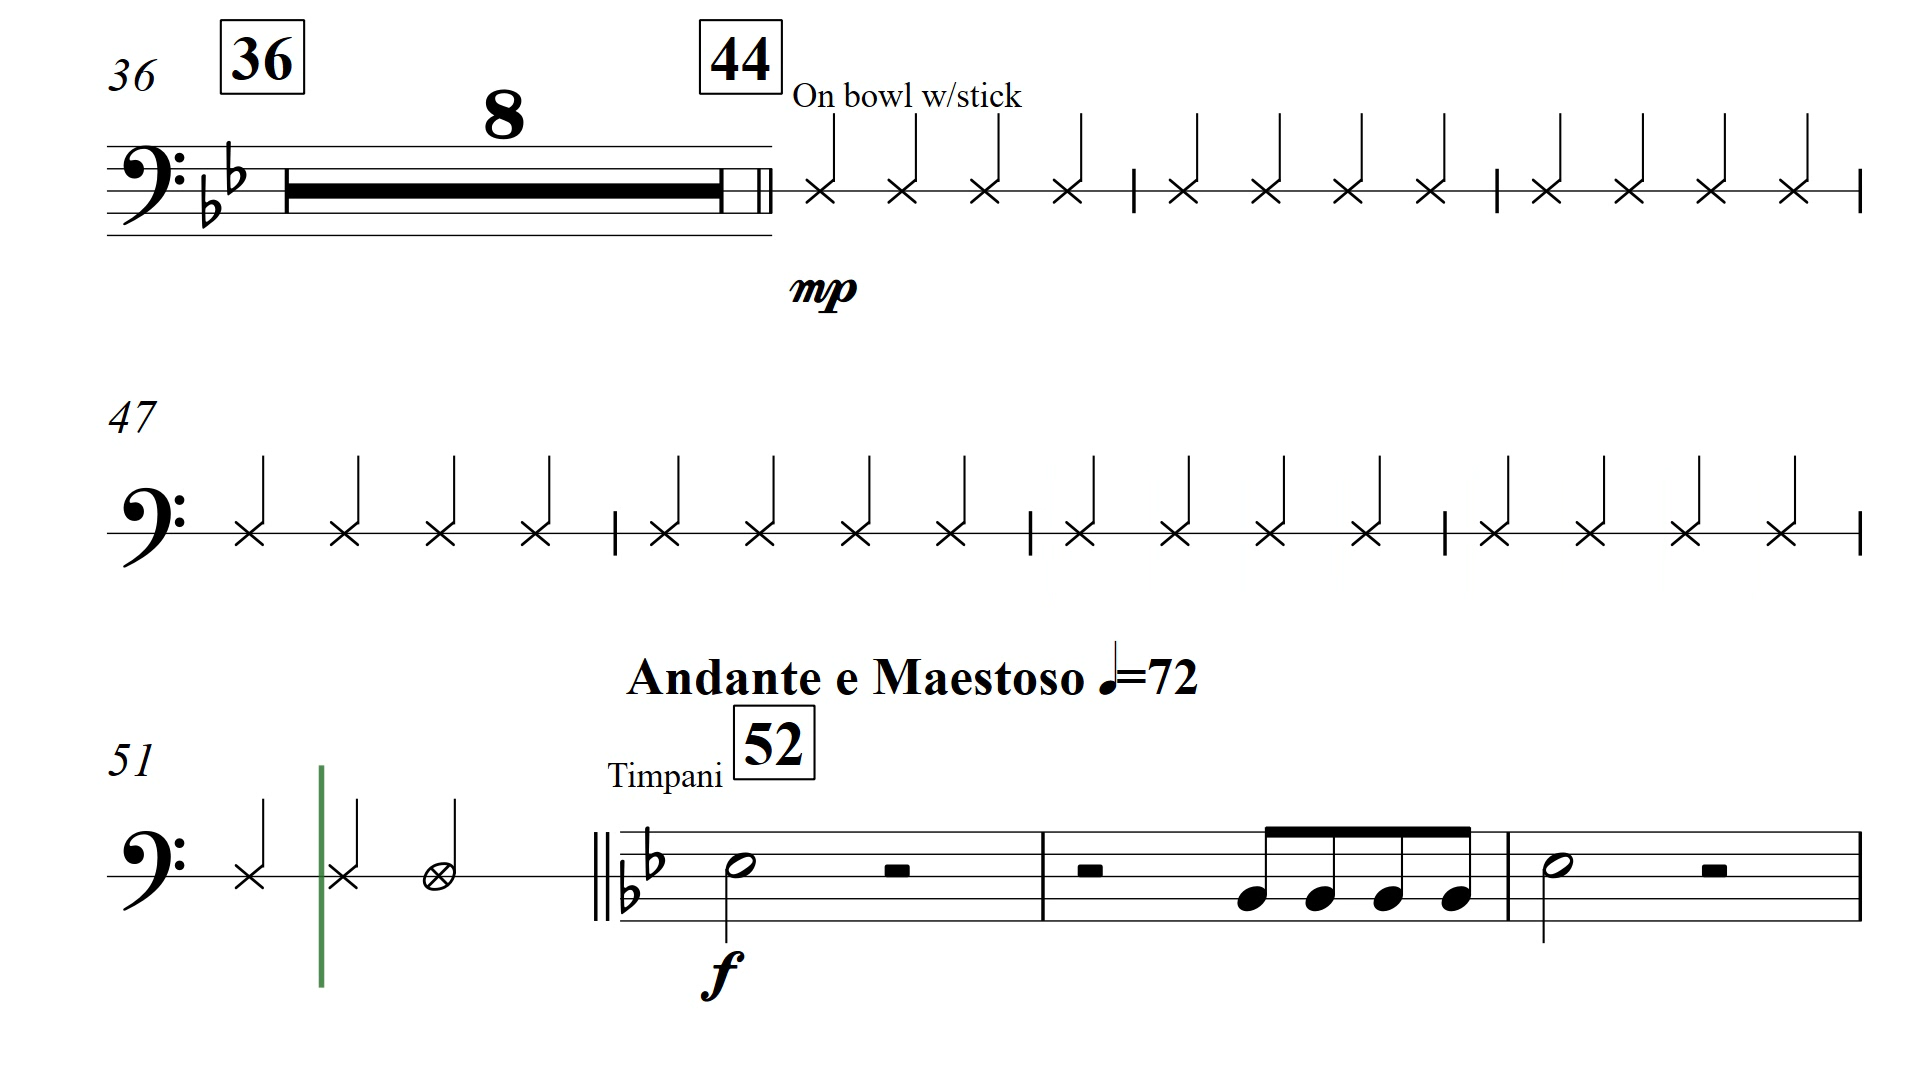 36 36 8 44
On bowl w/stick
mp
47
Andante e Maestoso ♩=72
51 Timpani 52
f